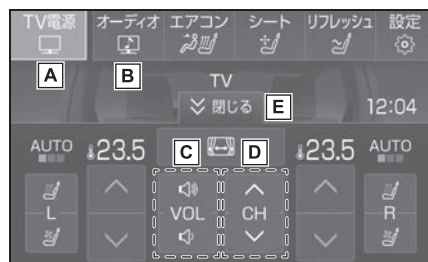 TV電源 オーディオ エアコン シート リフレッシュ 設定
A B
TV
閉じる E
12:04
AUTO 23.5 C D 23.5 AUTO
L VOL CH R